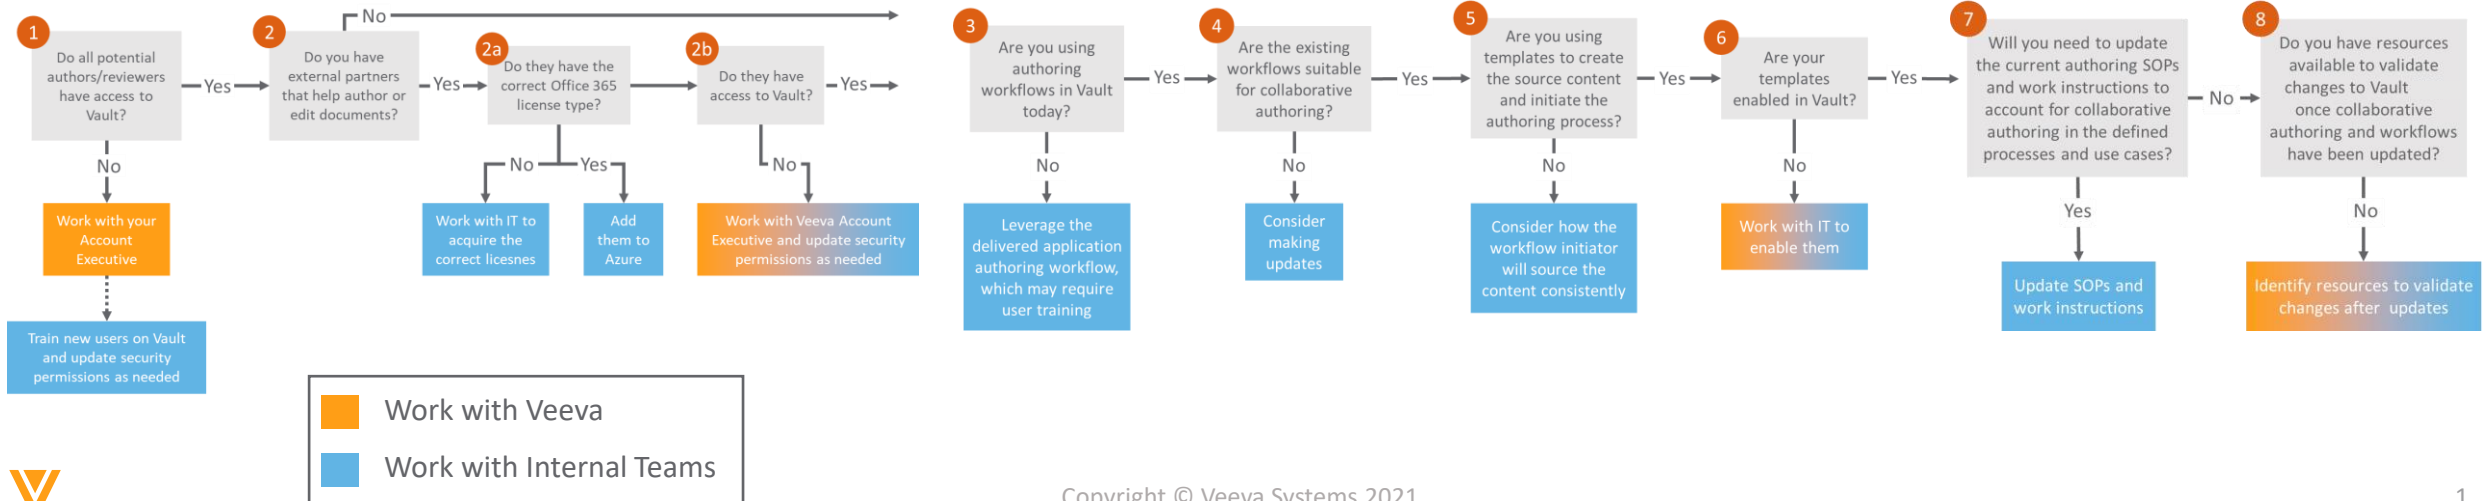 1
Do all potential
authors/reviewers
have access to
Vault?
Yes
No
Work with your
Account
Executive
Train new users on Vault
and update security
permissions as needed
2
Do you have
external partners
that help author or
edit documents?
No
Yes
2a
Do they have the
correct Office 365
license type?
No
Yes
Work with IT to
acquire the
correct licesnes
Add
them to
Azure
2b
Do they have
access to Vault?
Yes
No
Work with Veeva Account
Executive and update security
permissions as needed
3
Are you using
authoring
workflows in Vault
today?
Yes
No
Leverage the
delivered application
authoring workflow,
which may require
user training
4
Are the existing
workflows suitable
for collaborative
authoring?
Yes
No
Consider
making
updates
5
Are you using
templates to create
the source content
and initiate the
authoring process?
Yes
No
Consider how the
workflow initiator
will source the
content consistently
6
Are your
templates
enabled in Vault?
Yes
No
Work with IT to
enable them
7
Will you need to update
the current authoring SOPs
and work instructions to
account for collaborative
authoring in the defined
processes and use cases?
No
Yes
Update SOPs and
work instructions
8
Do you have resources
available to validate
changes to Vault
once collaborative
authoring and workflows
have been updated?
No
Identify resources to validate
changes after updates
Work with Veeva
Work with Internal Teams
Copyright © Veeva Systems 2021
1